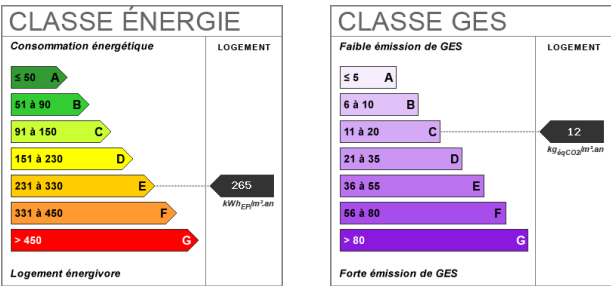 CLASSE ÉNERGIE
Consommation énergétique
LOGEMENT
≤ 50 A
51 à 90 B
91 à 150 C
151 à 230 D
231 à 330 E
265
kWhEP/m².an
331 à 450 F
> 450 G
Logement énergivore
CLASSE GES
Faible émission de GES
LOGEMENT
≤ 5 A
6 à 10 B
11 à 20 C
12
kgéqCO2/m².an
21 à 35 D
36 à 55 E
56 à 80 F
> 80 G
Forte émission de GES